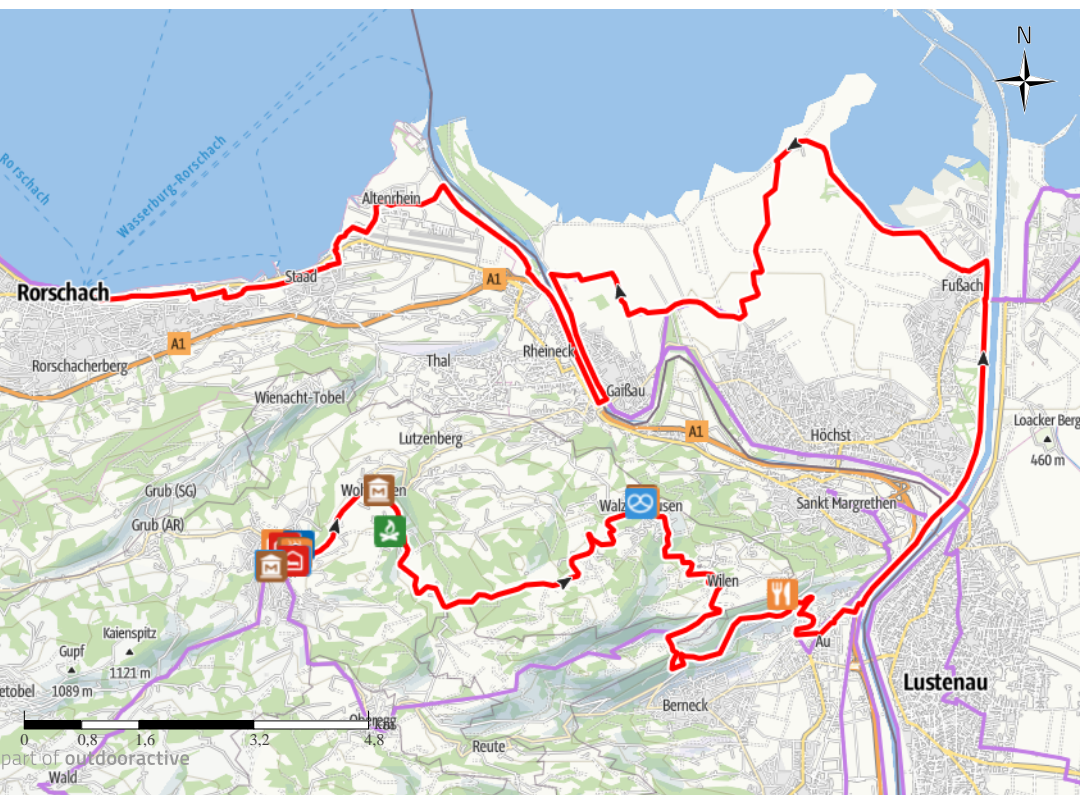 N
Rorschach
Wasserburg-Rorschach
Altenrhein
Staad
Rorschach
A1
Fußach
A1
Rheineck
Thal
Rorschacherberg
Gaißau
Wienacht-Tobel
Loacker Berg
A1
Höchst
Lutzenberg
460 m
Grub (SG)
Sankt Margrethen
Grub (AR)
Wilen
Kaienspitz
Au
Gupf
1121 m
Lustenau
1089 m
Berneck
0 0,8 1,6 3,2 4,8
Reute
part of outdooractive
Wald